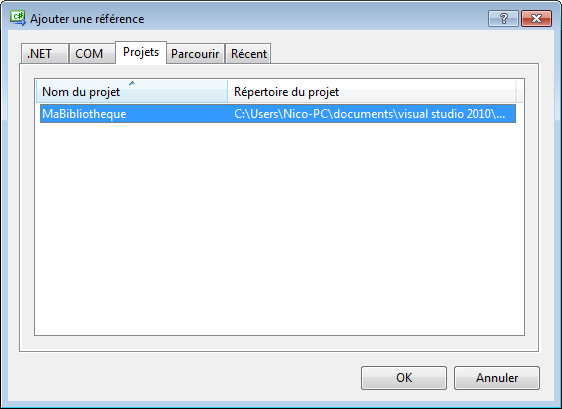 Ajouter une référence
.NET COM Projets Parcourir Récent
Nom du projet Répertoire du projet
MaBibliotheque C:\Users\Nico-PC\documents\visual studio 2010\...
OK Annuler